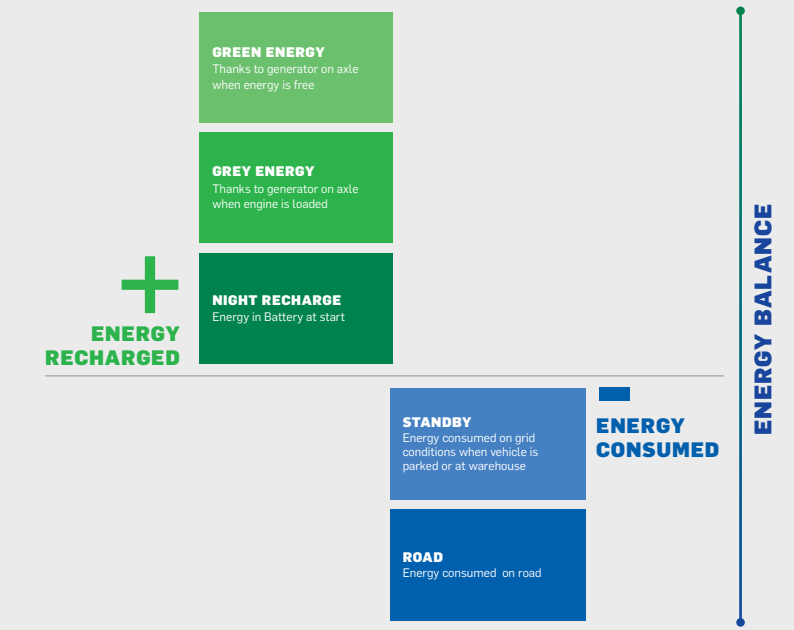 GREEN ENERGY
Thanks to generator on axle
when energy is free
GREY ENERGY
Thanks to generator on axle
when engine is loaded
NIGHT RECHARGE
Energy in Battery at start
+
ENERGY
RECHARGED
STANDBY
Energy consumed on grid
conditions when vehicle is
parked or at warehouse
-
ENERGY
CONSUMED
ROAD
Energy consumed on road
ENERGY BALANCE